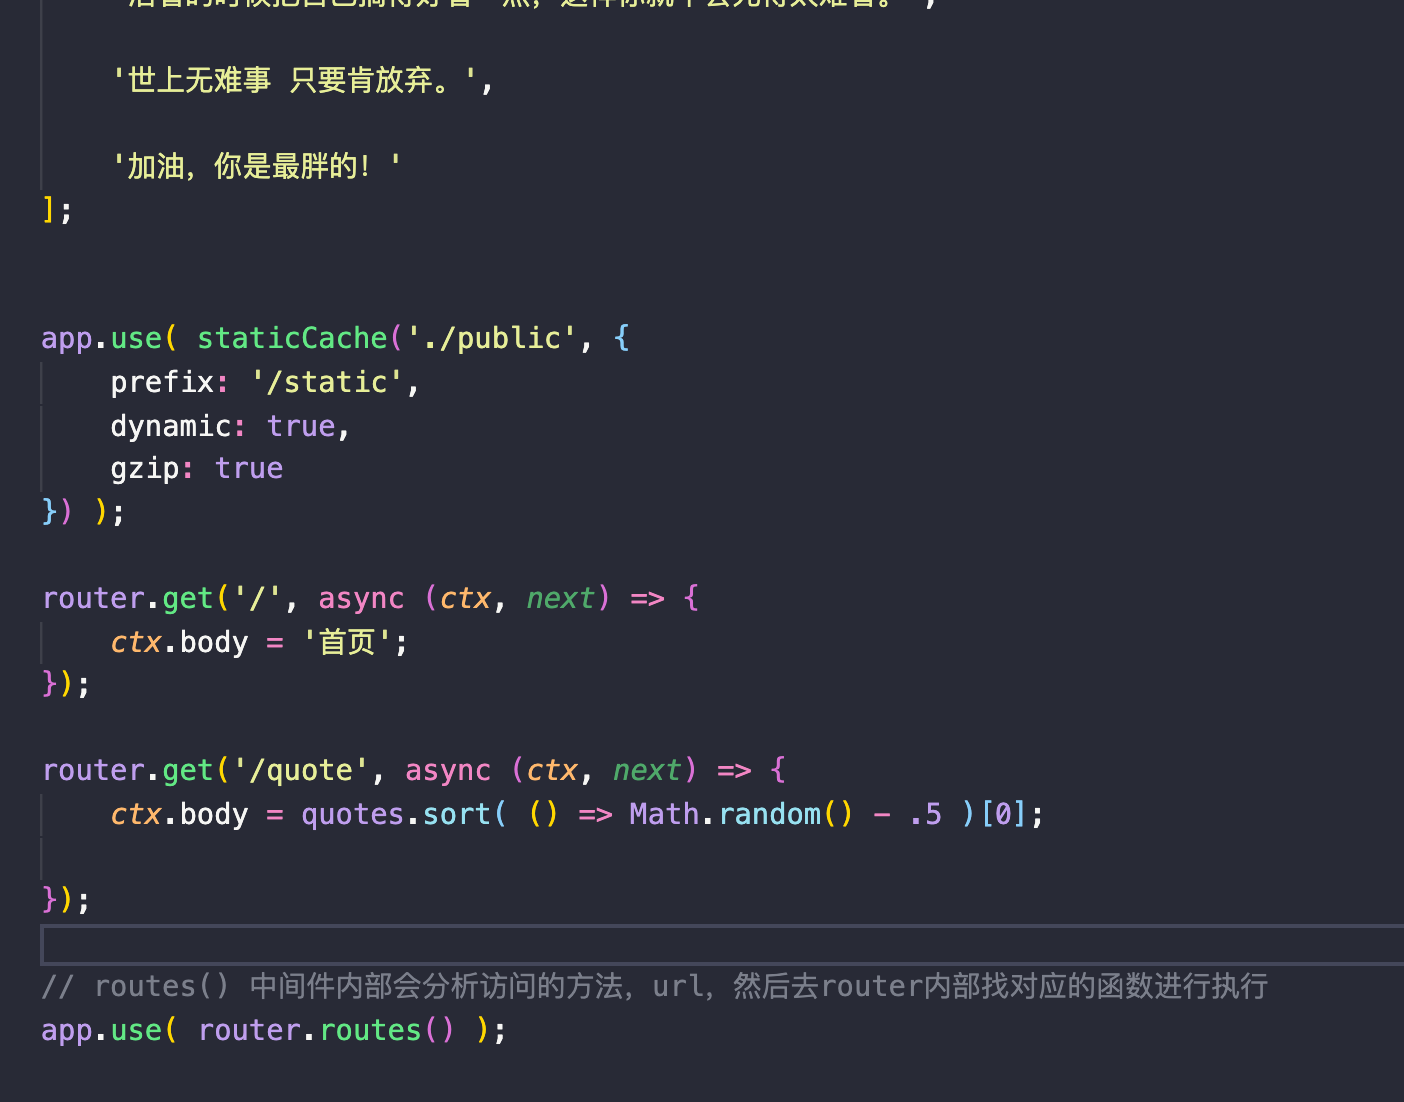 '世上无难事 只要肯放弃。',
'加油，你是最胖的！'
];
app.use( staticCache('./public', {
prefix: '/static',
dynamic: true,
gzip: true
}) );
router.get('/', async (ctx, next) => {
ctx.body = '首页';
});
router.get('/quote', async (ctx, next) => {
ctx.body = quotes.sort( () => Math.random() - .5 )[0];
});
// routes() 中间件内部会分析访问的方法，url，然后去router内部找对应的函数进行执行
app.use( router.routes() );